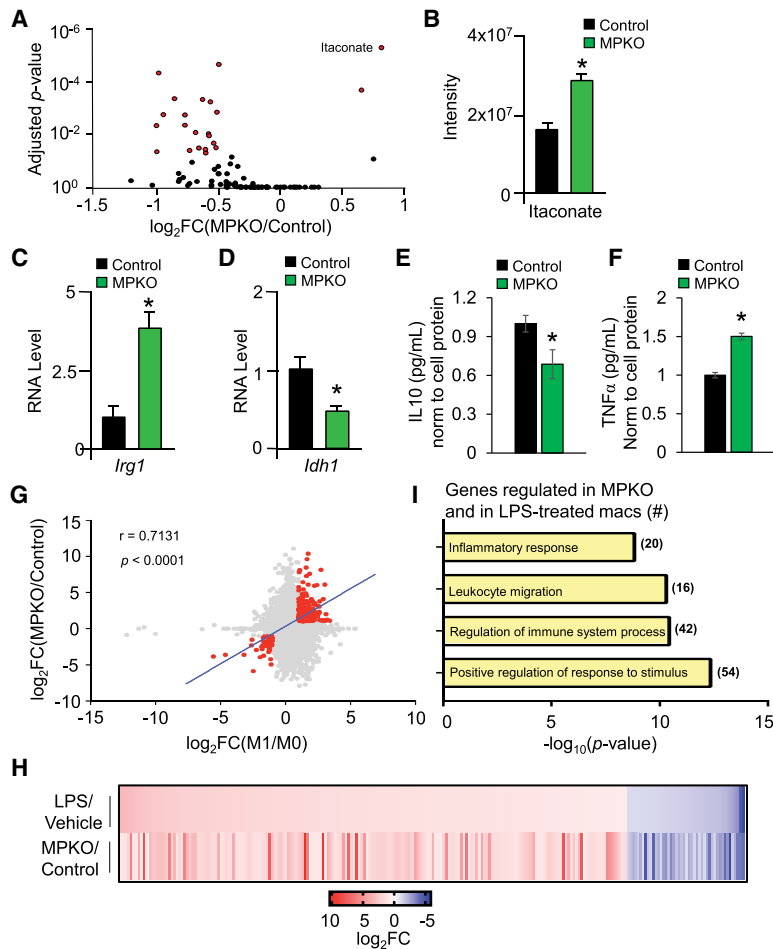 A
Adjusted p-value
10-6
10-4
10-2
100
Itaconate
-1.5
-1
-0.5
0
0.5
1
log2FC(MPKO/Control)
B
Control
MPKO
Intensity
4x107
2x107
0
*
Itaconate
C
Control
MPKO
RNA Level
5
2.5
0
*
Irg1
D
Control
MPKO
RNA Level
2
1
0
*
Idh1
E
Control
MPKO
IL10 (pg/mL)
norm to cell protein
1.2
0.9
0.6
0.3
0
*
F
Control
MPKO
TNFα (pg/mL)
Norm to cell protein
2
1.5
1
0.5
0
*
G
r = 0.7131
p < 0.0001
log2FC(MPKO/Control)
15
10
5
0
-5
-10
-15
-10
-5
0
5
10
log2FC(M1/M0)
I
Genes regulated in MPKO
and in LPS-treated macs (#)
Inflammatory response (20)
Leukocyte migration (16)
Regulation of immune system process (42)
Positive regulation of response to stimulus (54)
0
5
10
15
-log10(p-value)
H
LPS/
Vehicle
MPKO/
Control
10 5 0 -5
log2FC